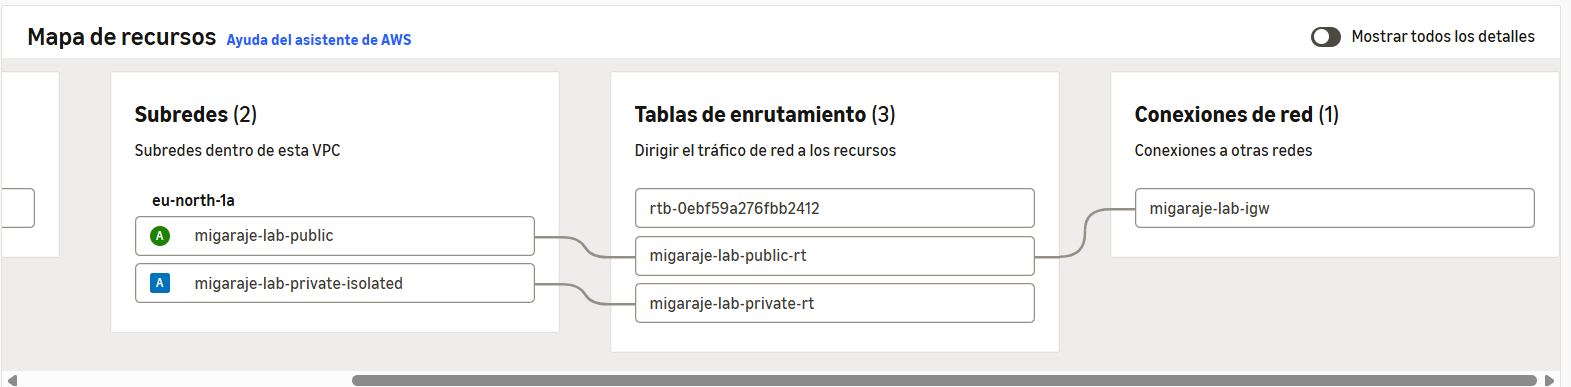 Mapa de recursos Ayuda del asistente de AWS
Mostrar todos los detalles
Subredes (2)
Subredes dentro de esta VPC
eu-north-1a
A migaraje-lab-public
A migaraje-lab-private-isolated
Tablas de enrutamiento (3)
Dirigir el tráfico de red a los recursos
rtb-0ebf59a276fbb2412
migaraje-lab-public-rt
migaraje-lab-private-rt
Conexiones de red (1)
Conexiones a otras redes
migaraje-lab-igw